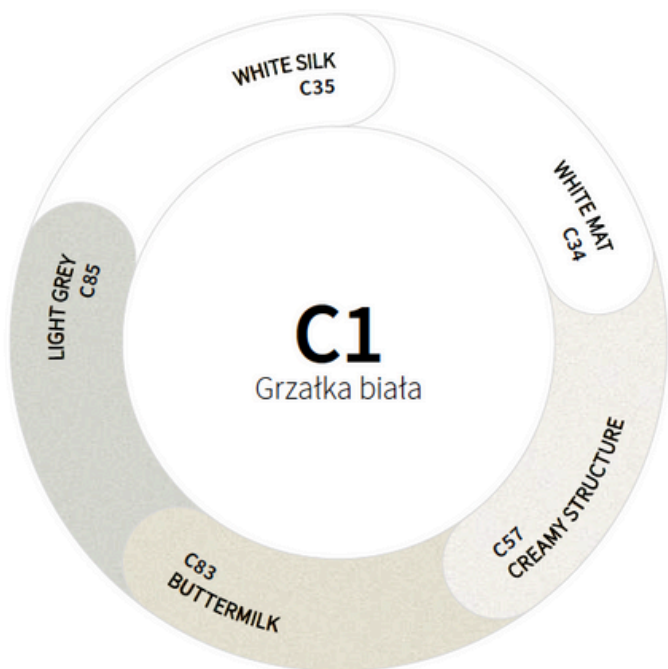 WHITE SILK
C35
WHITE MAT
C34
C57
CREAMY STRUCTURE
C83
BUTTERMILK
LIGHT GREY
C85
C1
Grzałka biała